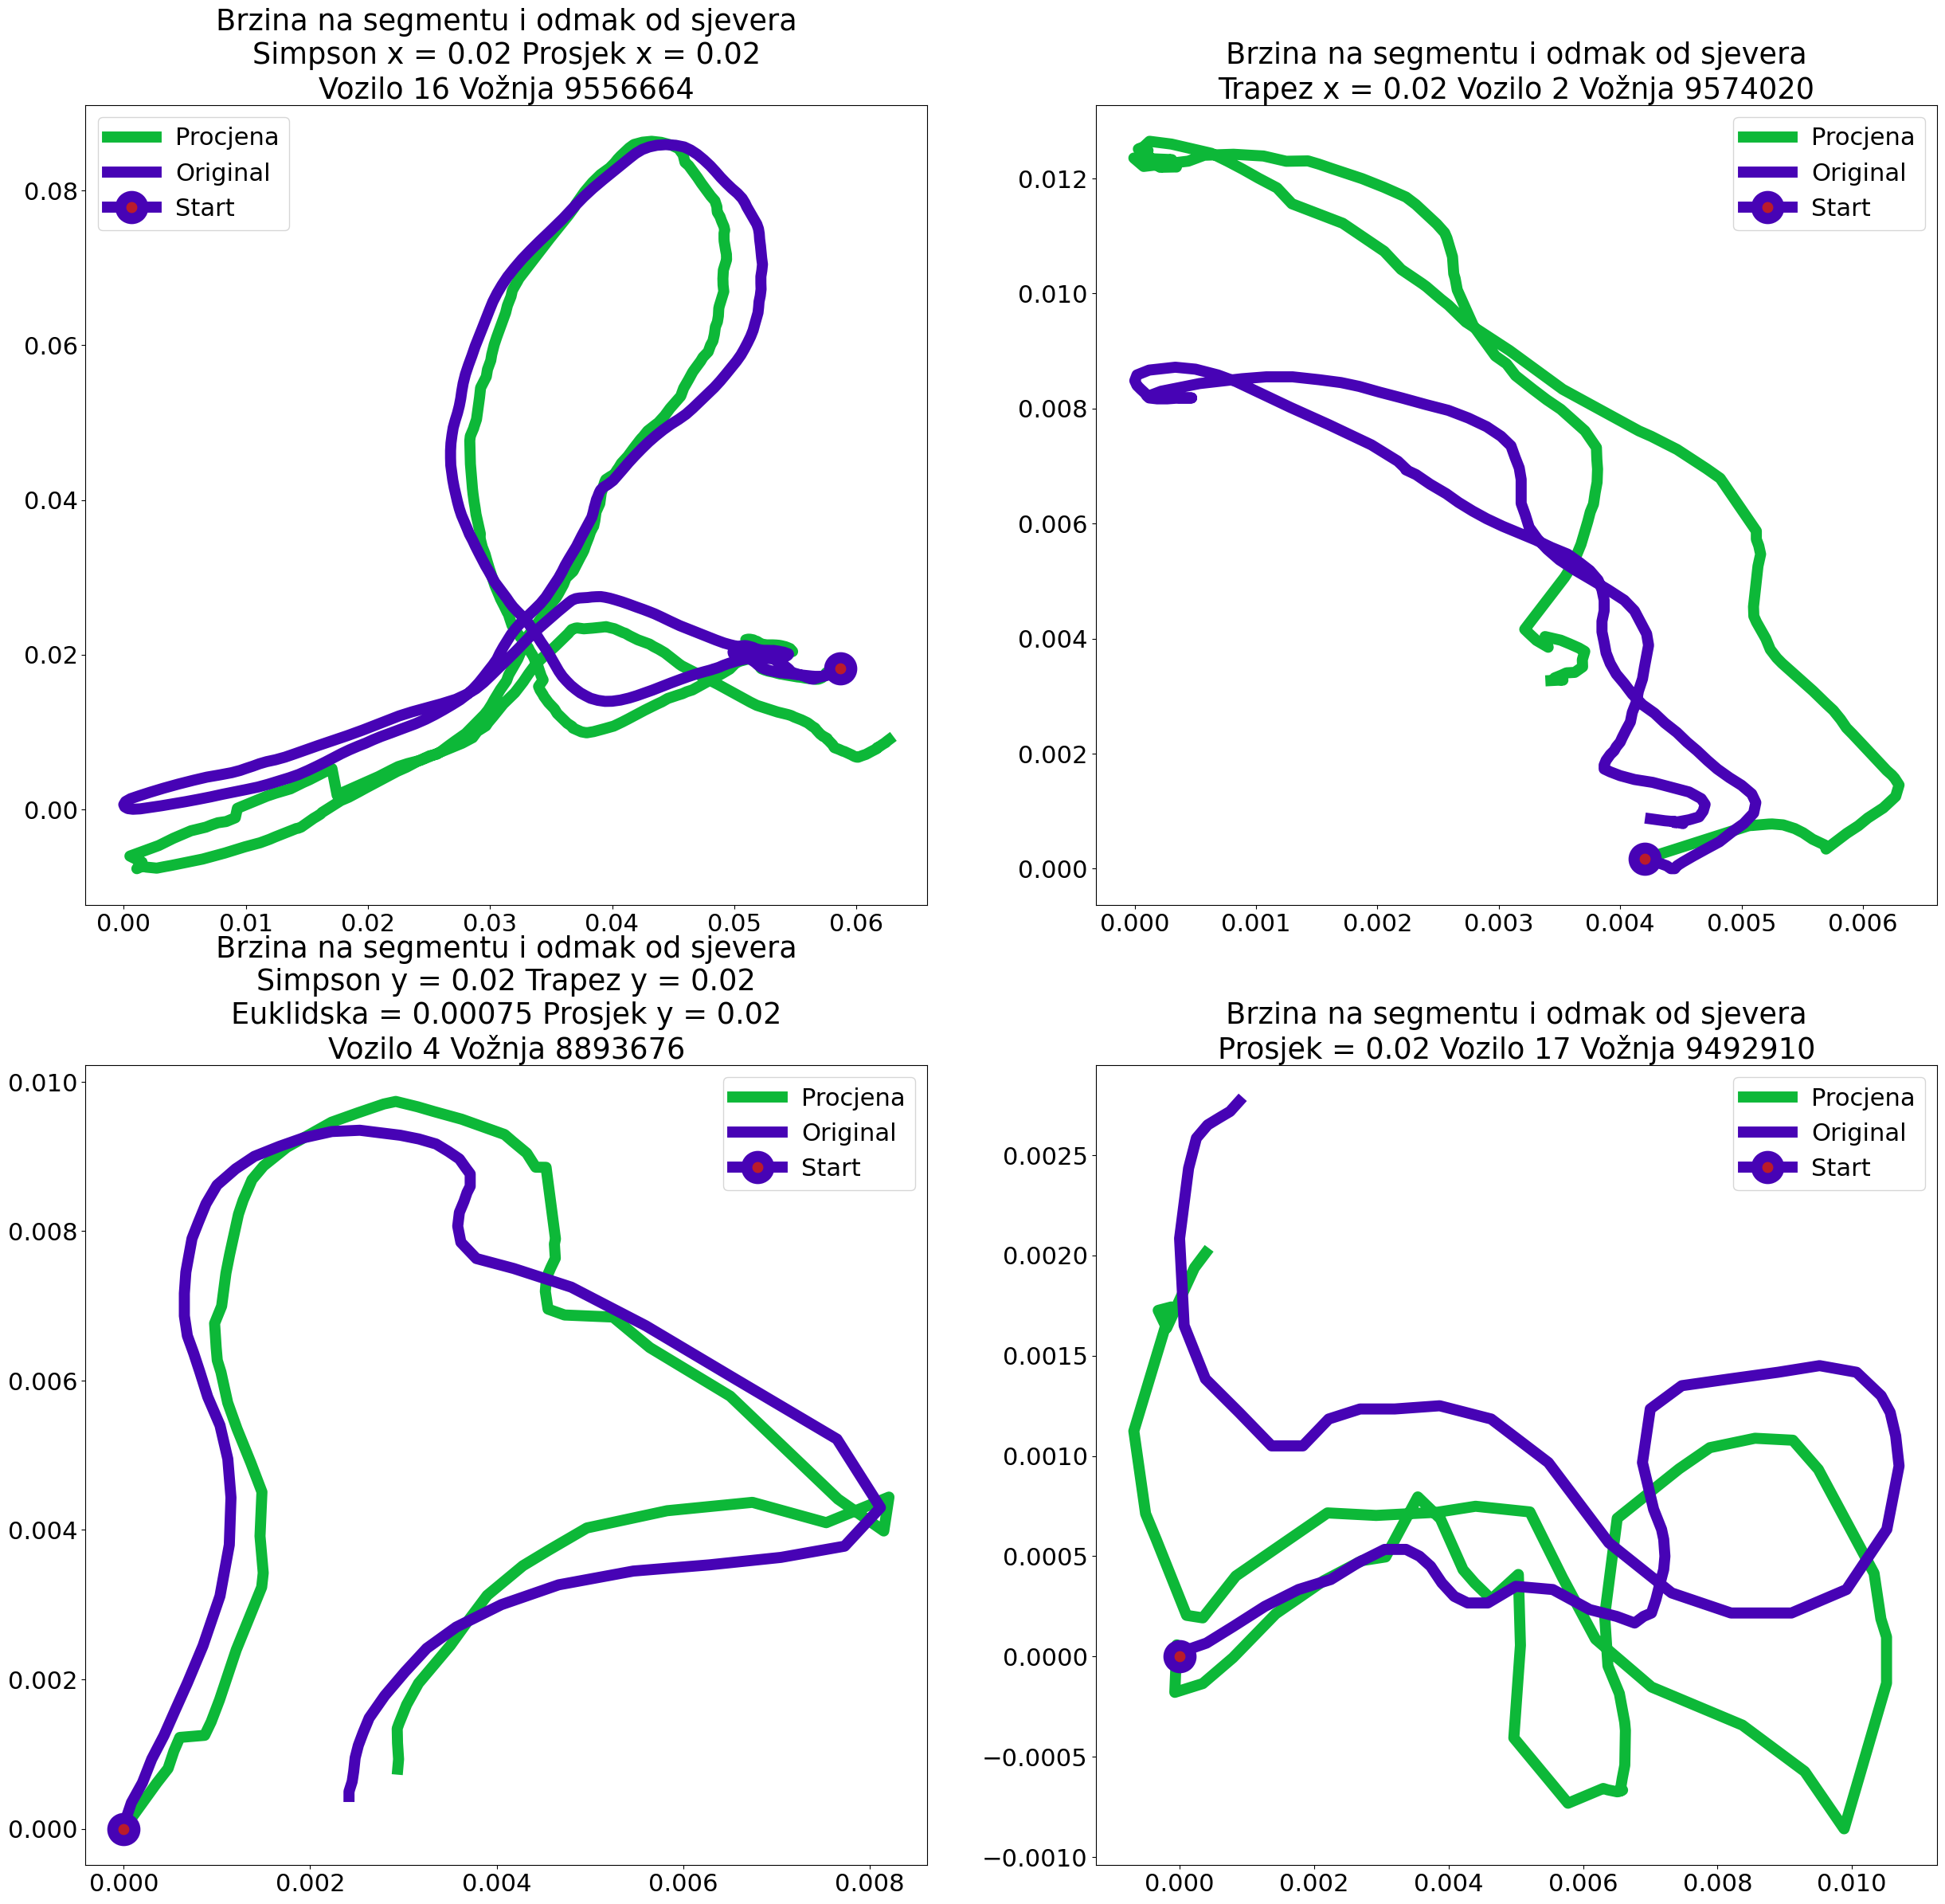 Brzina na segmentu i odmak od sjevera
Simpson x = 0.02 Prosjek x = 0.02
Vozilo 16 Vožnja 9556664
Procjena
Original
Start
0.08
0.06
0.04
0.02
0.00
0.00 0.01 0.02 0.03 0.04 0.05 0.06
Brzina na segmentu i odmak od sjevera
Trapez x = 0.02 Vozilo 2 Vožnja 9574020
Procjena
Original
Start
0.012
0.010
0.008
0.006
0.004
0.002
0.000
0.000 0.001 0.002 0.003 0.004 0.005 0.006
Brzina na segmentu i odmak od sjevera
Simpson y = 0.02 Trapez y = 0.02
Euklidska = 0.00075 Prosjek y = 0.02
Vozilo 4 Vožnja 8893676
Procjena
Original
Start
0.010
0.008
0.006
0.004
0.002
0.000
0.000 0.002 0.004 0.006 0.008
Brzina na segmentu i odmak od sjevera
Prosjek = 0.02 Vozilo 17 Vožnja 9492910
Procjena
Original
Start
0.0025
0.0020
0.0015
0.0010
0.0005
0.0000
−0.0005
−0.0010
0.000 0.002 0.004 0.006 0.008 0.010